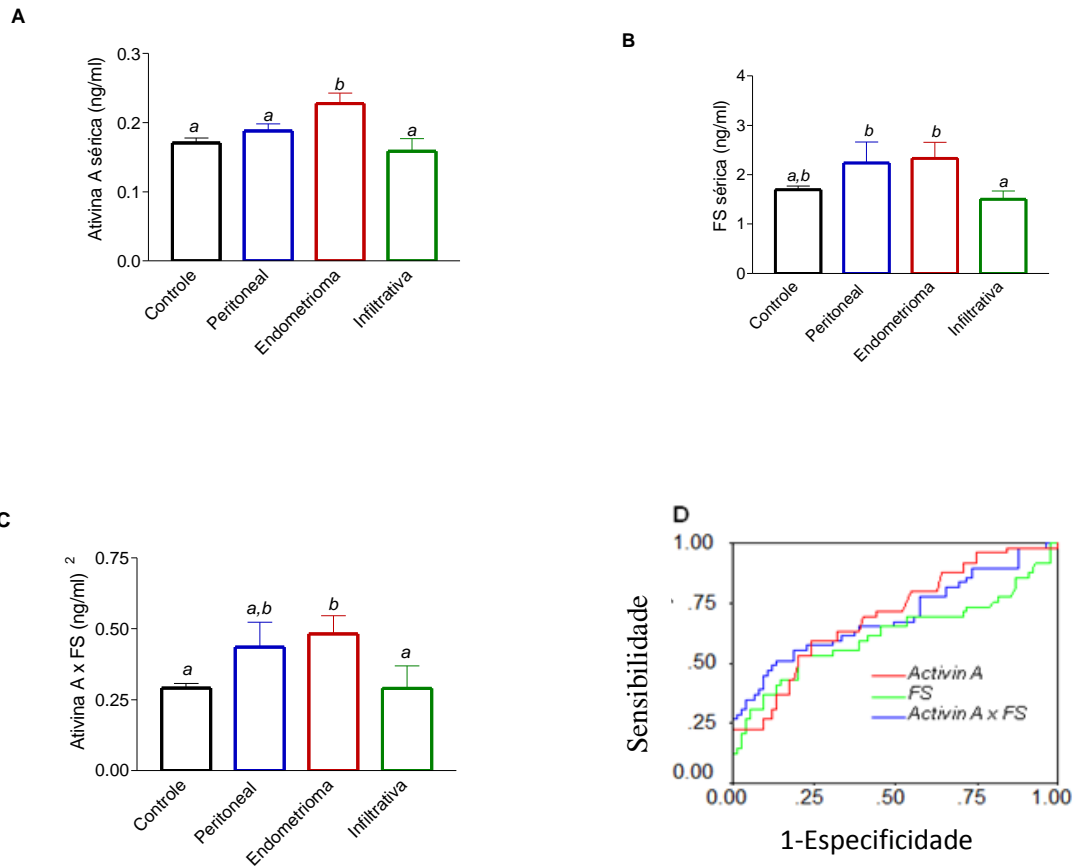 A
Ativina A sérica (ng/ml)
0.3
0.2
0.1
0.0
a
a
b
a
Controle
Peritoneal
Endometrioma
Infiltrativa
B
FS sérica (ng/ml)
4
3
2
1
0
a,b
b
b
a
Controle
Peritoneal
Endometrioma
Infiltrativa
C
Ativina A x FS (ng/ml) 2
0.75
0.50
0.25
0.00
a
a,b
b
a
Controle
Peritoneal
Endometrioma
Infiltrativa
D
Sensibilidade
1.00
.75
.50
.25
0.00
Activin A
FS
Activin A x FS
0.00 .25 .50 .75 1.00
1-Especificidade